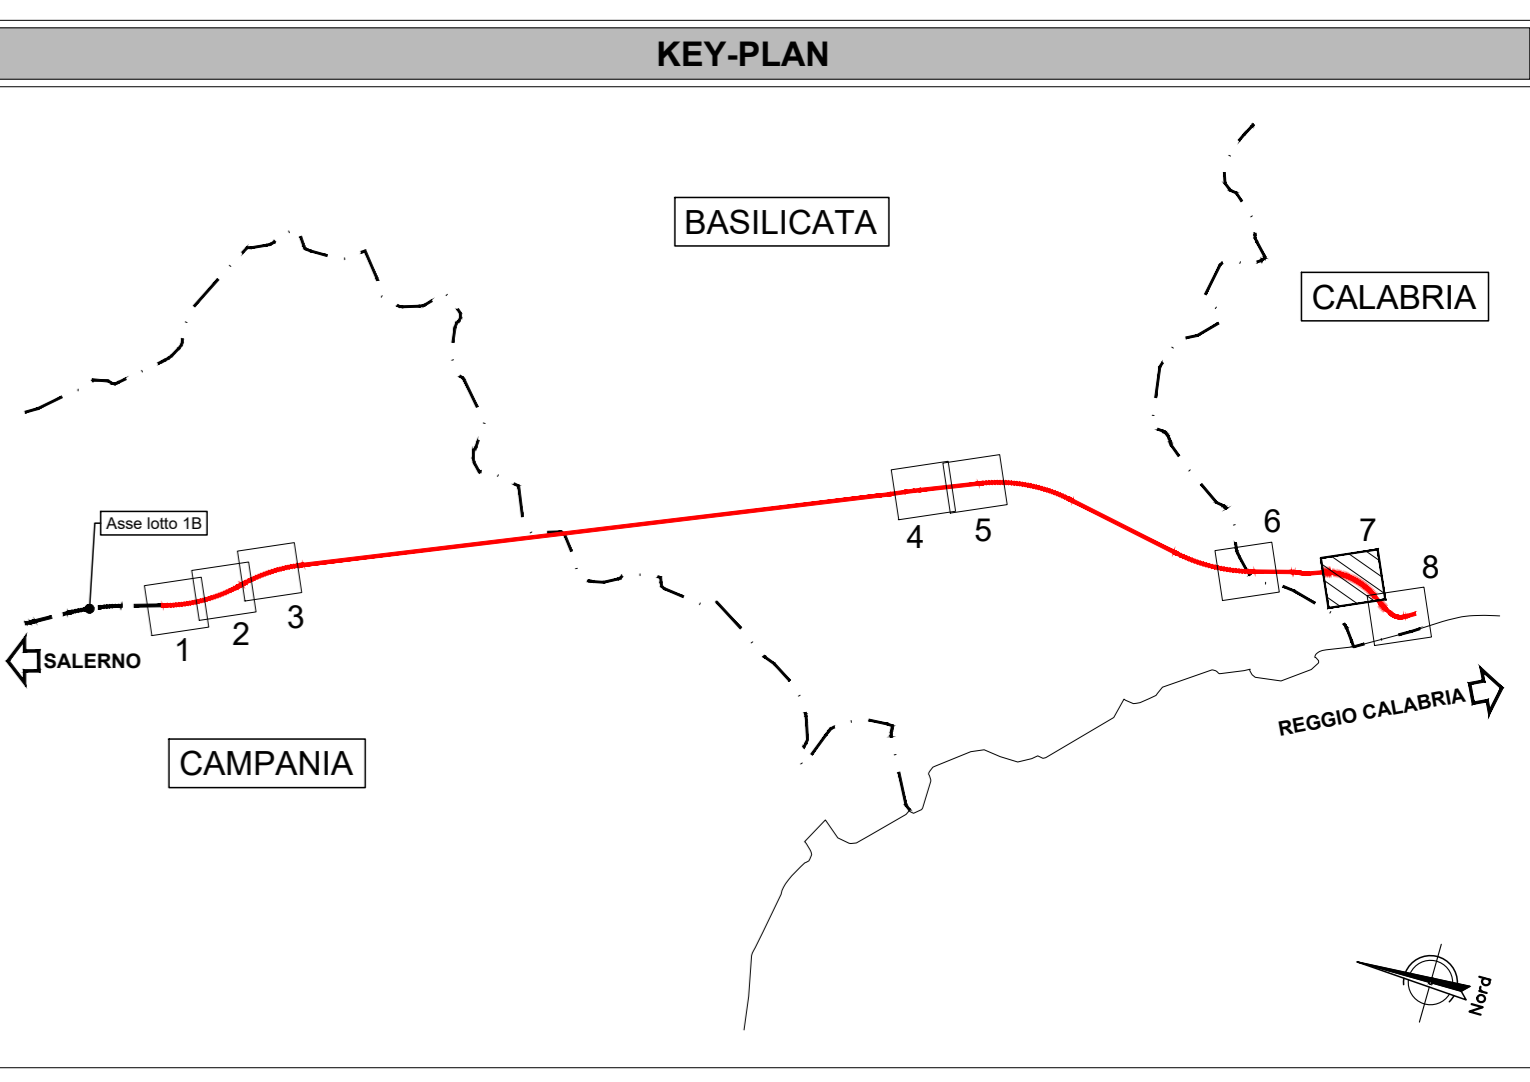 KEY-PLAN
BASILICATA
CALABRIA
Asse lotto 1B
4
5
6
7
8
1
2
3
SALERNO
REGGIO CALABRIA
CAMPANIA
Nord